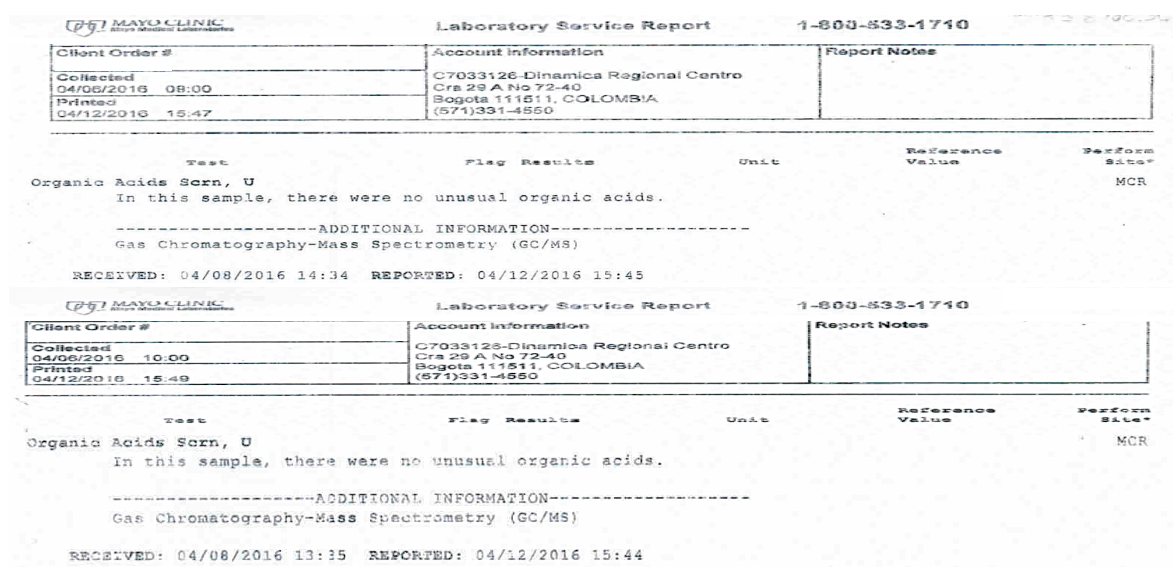 MAYO CLINIC Laboratory Service Report 1-800-533-1710
Mayo Medical Laboratories
Client Order # Account Information Report Notes
Collected C7033126-Dinamica Regional Centro
04/06/2016 09:00 Cra 29 A No 72-40
Printed Bogota 111511, COLOMBIA
04/12/2016 15:47 (571)331-4550
Test Flag Results Unit Reference Value Perform Site*
Organic Acids Scrn, U MCR
In this sample, there were no unusual organic acids.
-------------------ADDITIONAL INFORMATION-------------------
Gas Chromatography-Mass Spectrometry (GC/MS)
RECEIVED: 04/08/2016 14:34 REPORTED: 04/12/2016 15:45
MAYO CLINIC Laboratory Service Report 1-800-533-1710
Mayo Medical Laboratories
Client Order # Account Information Report Notes
Collected C7033126-Dinamica Regional Centro
04/06/2016 10:00 Cra 29 A No 72-40
Printed Bogota 111511, COLOMBIA
04/12/2016 15:49 (571)331-4550
Test Flag Results Unit Reference Value Perform Site*
Organic Acids Scrn, U MCR
In this sample, there were no unusual organic acids.
-------------------ADDITIONAL INFORMATION-------------------
Gas Chromatography-Mass Spectrometry (GC/MS)
RECEIVED: 04/08/2016 13:35 REPORTED: 04/12/2016 15:44